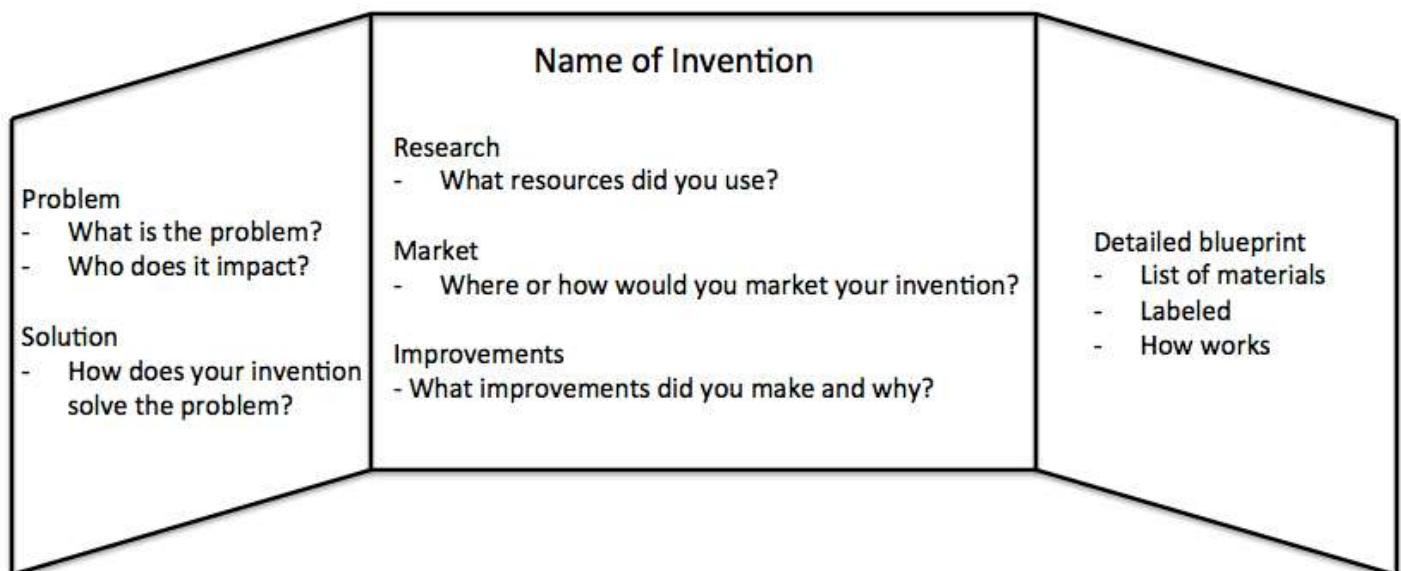 Name of Invention
Problem
- What is the problem?
- Who does it impact?
Solution
- How does your invention
solve the problem?
Research
- What resources did you use?
Market
- Where or how would you market your invention?
Improvements
- What improvements did you make and why?
Detailed blueprint
- List of materials
- Labeled
- How works